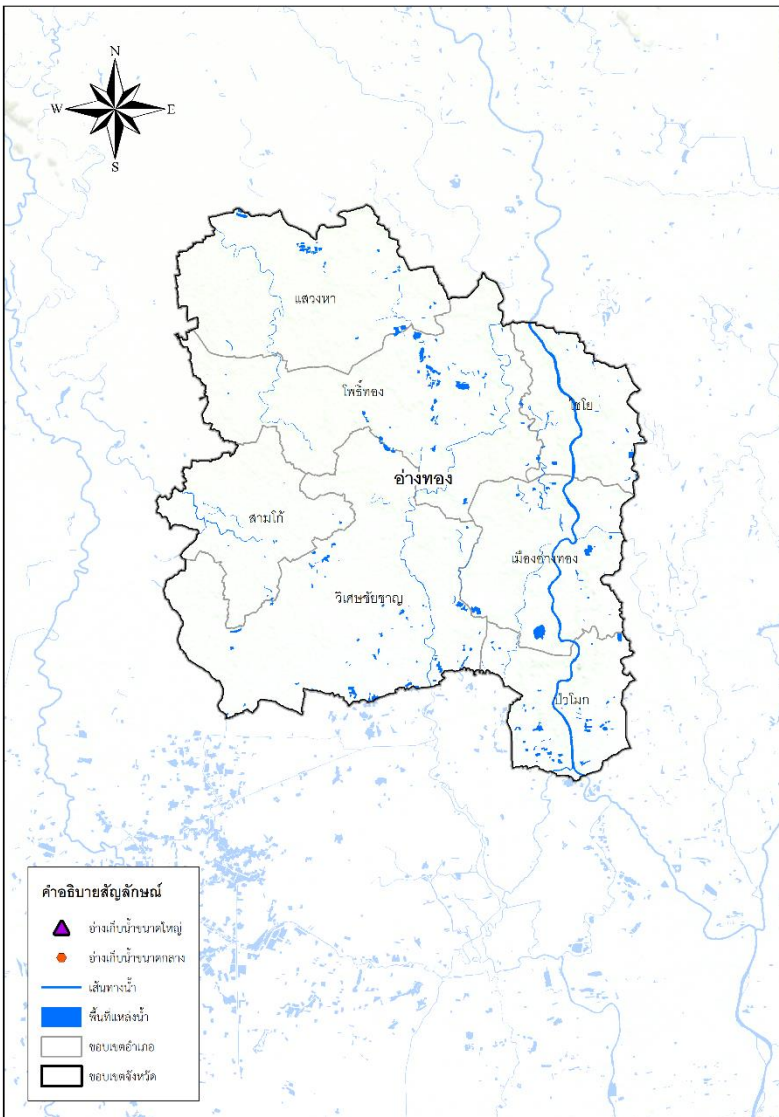 N
W E
S
แสวงหา
โพธิ์ทอง
ไชโย
อ่างทอง
สามโก้
เมืองอ่างทอง
วิเศษชัยชาญ
ป่าโมก
คำอธิบายสัญลักษณ์
อ่างเก็บน้ำขนาดใหญ่
อ่างเก็บน้ำขนาดกลาง
เส้นทางน้ำ
พื้นที่แหล่งน้ำ
ขอบเขตอำเภอ
ขอบเขตจังหวัด